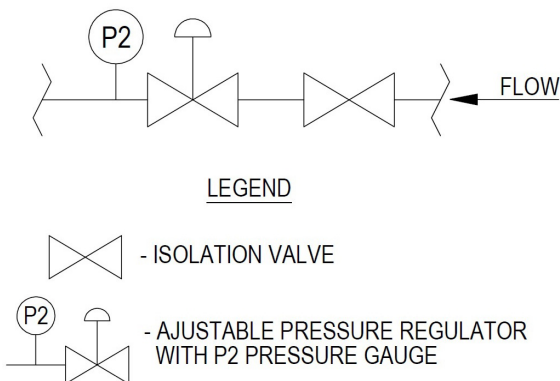 P2
FLOW
LEGEND
- ISOLATION VALVE
P2
- AJUSTABLE PRESSURE REGULATOR
WITH P2 PRESSURE GAUGE